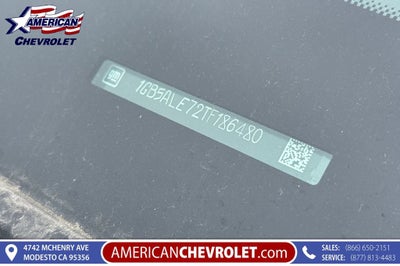 AMERICAN
CHEVROLET
GM
1GB5ALE72TF186480
4742 MCHENRY AVE
MODESTO CA 95356
AMERICANCHEVROLET.com
SALES: (866) 650-2151
SERVICE: (877) 813-4483